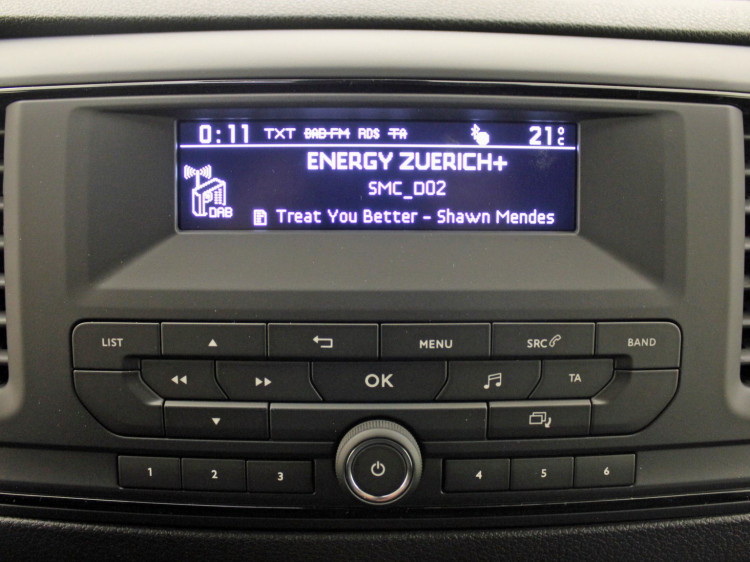 0:11 TXT DAB-FM RDS TA 21°C
ENERGY ZUERICH+
SMC_D02
DAB
Treat You Better - Shawn Mendes
LIST MENU SRC BAND
OK TA
1 2 3 4 5 6